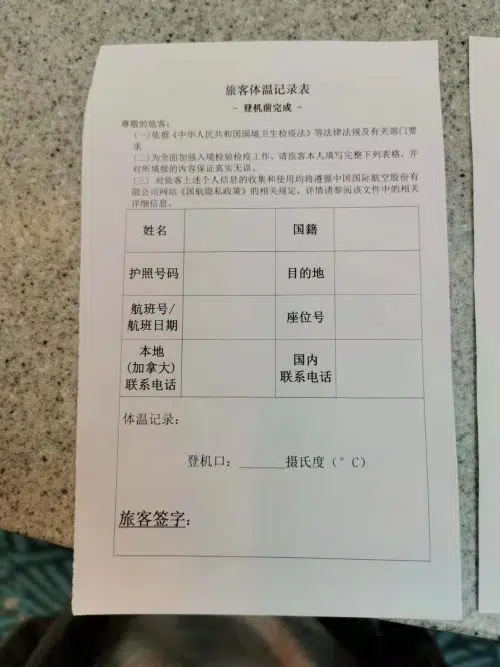 旅客体温记录表
- 登机前完成 -
尊敬的旅客：
(一)依据《中华人民共和国国境卫生检疫法》等法律法规及有关部门要
求
(二)为全面加强入境检验检疫工作，请旅客本人填写完整下列表格，并
对所填报的内容保证真实无误。
(三) 对旅客上述个人信息的收集和使用均将遵循中国国际航空股份有
限公司网站《国航隐私政策》的相关规定，详情请参阅该文件中的相关
详细信息。
姓名 国籍
护照号码 目的地
航班号/
航班日期
座位号
本地
(加拿大)
联系电话
国内
联系电话
体温记录：
登机口：______摄氏度（°C）
旅客签字：